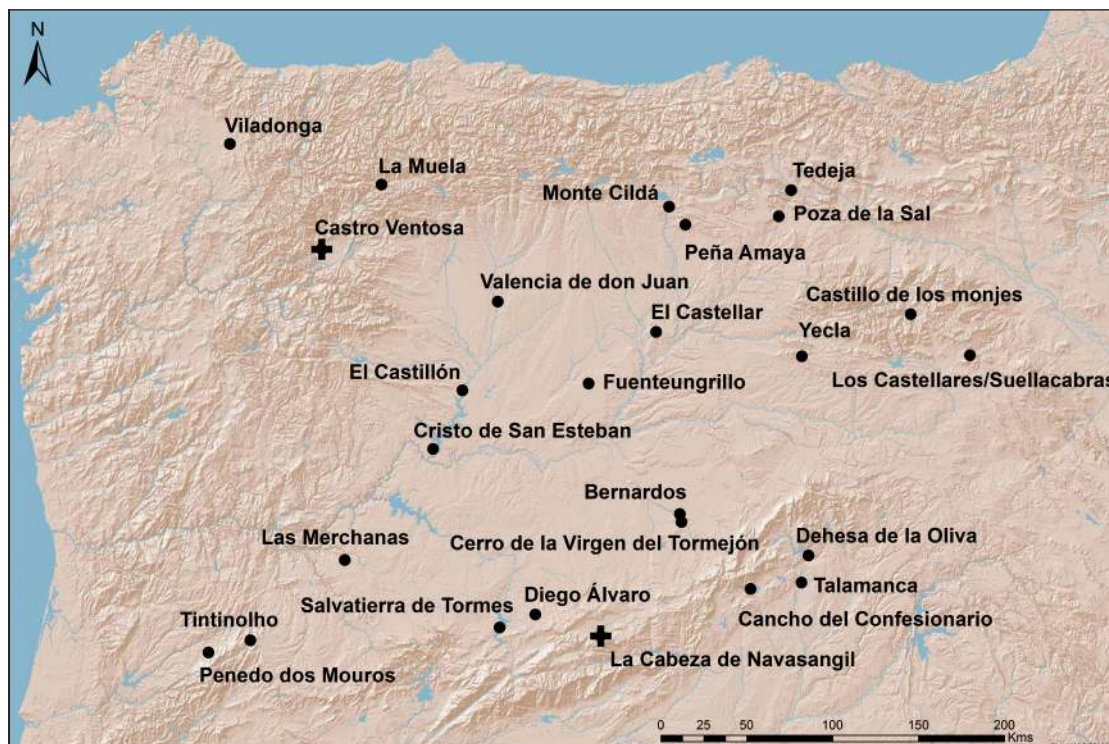 N
Viladonga
La Muela
Tedeja
Monte Cildá
Poza de la Sal
Castro Ventosa
Peña Amaya
Valencia de don Juan
Castillo de los monjes
El Castellar
Yecla
El Castillón
Fuenteungrillo
Los Castellares/Suellacabras
Cristo de San Esteban
Bernardos
Las Merchanas
Cerro de la Virgen del Tormejón
Dehesa de la Oliva
Diego Álvaro
Talamanca
Salvatierra de Tormes
Tintinolho
Cancho del Confesionario
La Cabeza de Navasangil
Penedo dos Mouros
0 25 50 100 150 200
Kms